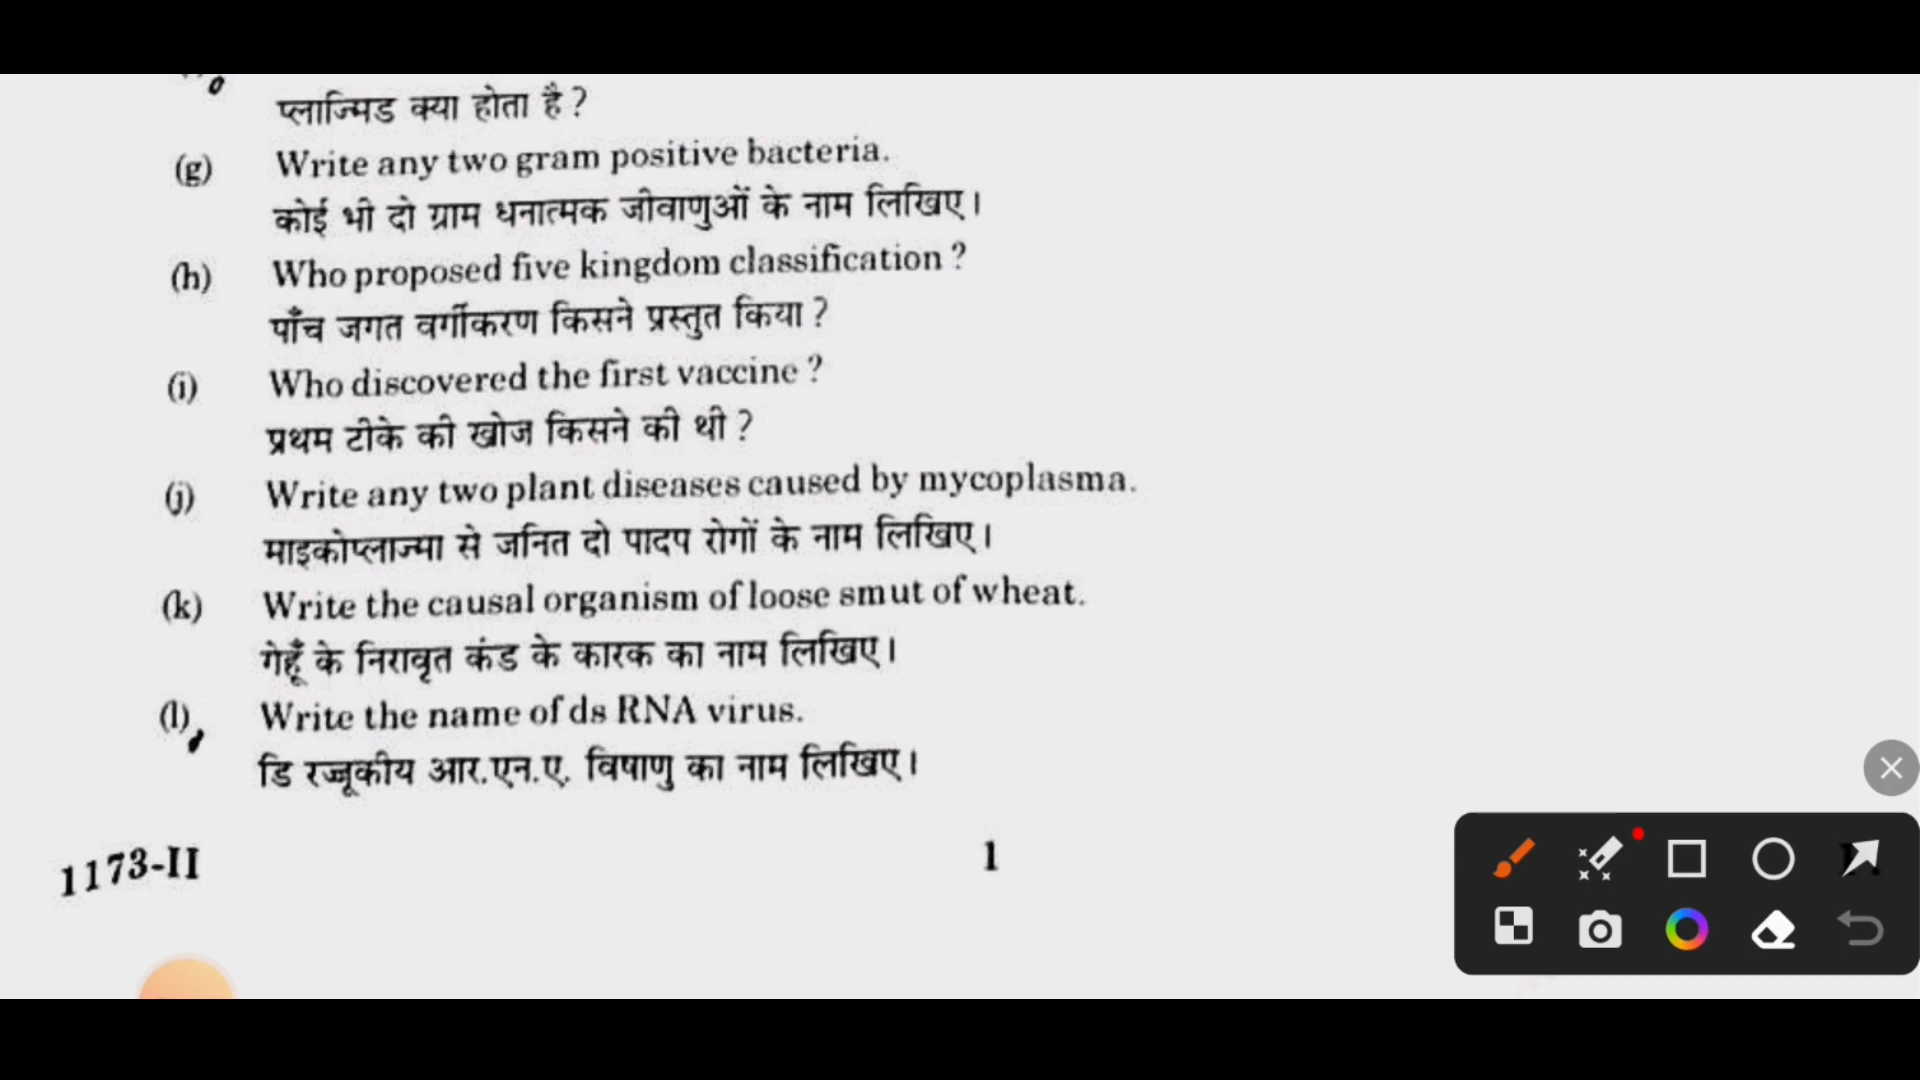 प्लाज्मिड क्या होता है ?
(g) Write any two gram positive bacteria.
कोई भी दो ग्राम धनात्मक जीवाणुओं के नाम लिखिए।
(h) Who proposed five kingdom classification ?
पाँच जगत वर्गीकरण किसने प्रस्तुत किया ?
(i) Who discovered the first vaccine ?
प्रथम टीके की खोज किसने की थी ?
(j) Write any two plant diseases caused by mycoplasma.
माइकोप्लाज्मा से जनित दो पादप रोगों के नाम लिखिए।
(k) Write the causal organism of loose smut of wheat.
गेहूँ के निरावृत कंड के कारक का नाम लिखिए।
(l) Write the name of ds RNA virus.
डि रज्जूकीय आर.एन.ए. विषाणु का नाम लिखिए।
1173-II 1